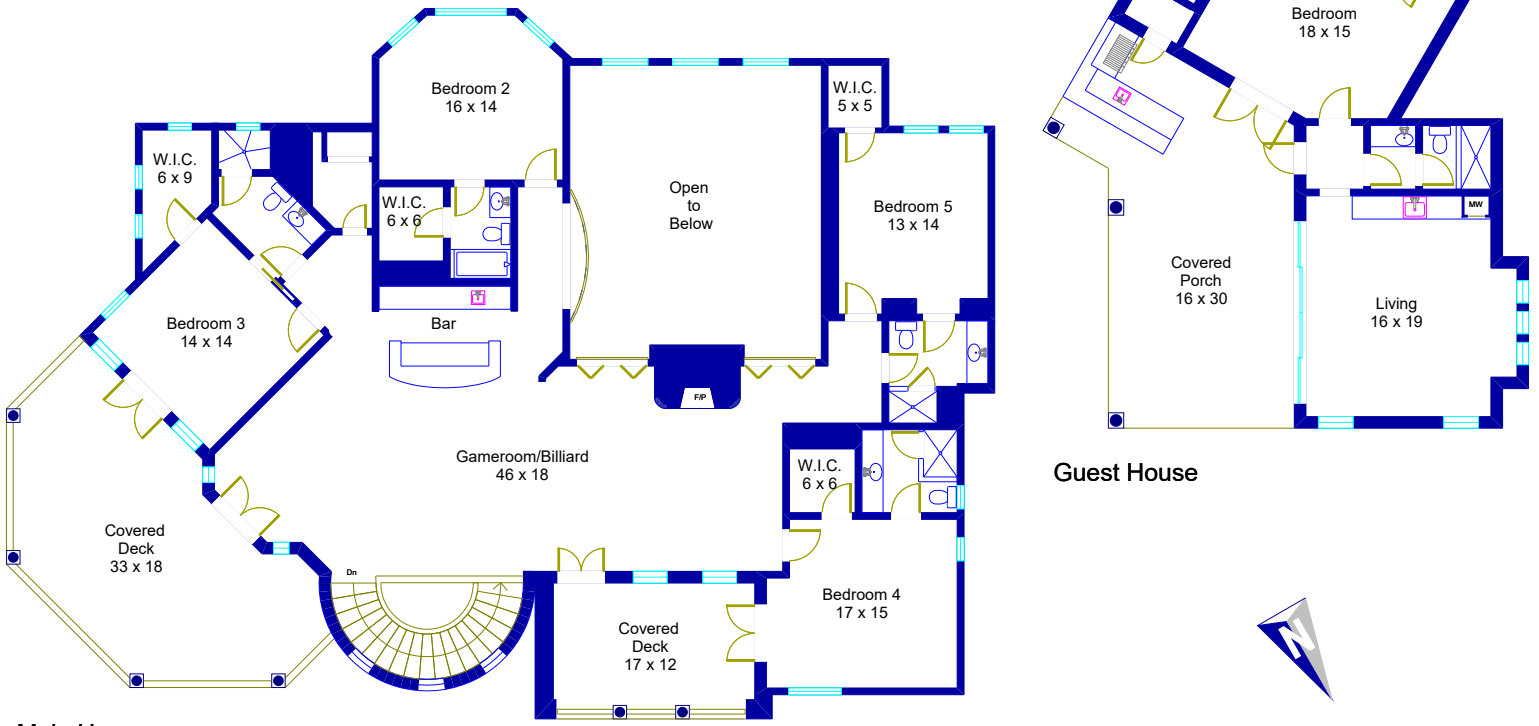 Bedroom
18 x 15
Bedroom 2
16 x 14
W.I.C.
5 x 5
W.I.C.
6 x 9
W.I.C.
6 x 6
Open
to
Below
Bedroom 5
13 x 14
MW
Covered
Porch
16 x 30
Living
16 x 19
Bedroom 3
14 x 14
Bar
F/P
Gameroom/Billiard
46 x 18
W.I.C.
6 x 6
Guest House
Covered
Deck
33 x 18
Dn
Bedroom 4
17 x 15
Covered
Deck
17 x 12
N